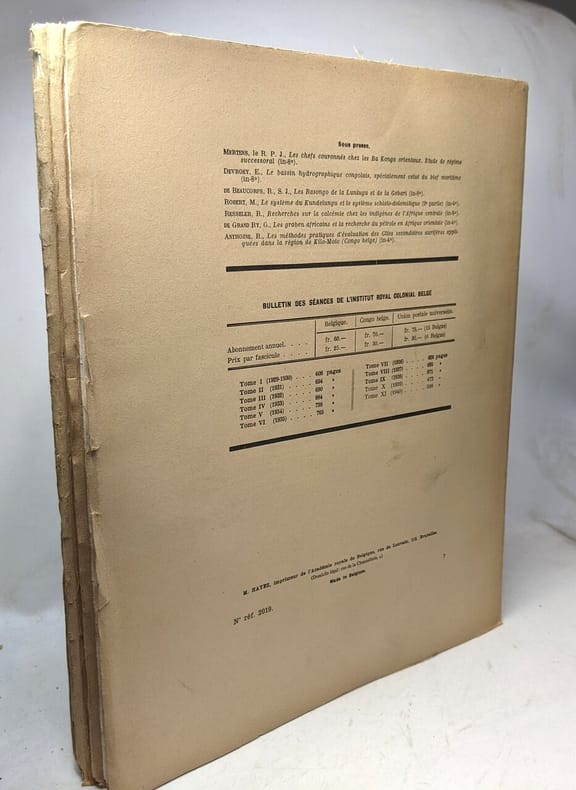 Sous presse.
MERTENS, le R. P. J., Les chefs couronnés chez les Ba Kongo orientaux. Etude de régime
successoral (in-8°).
DEVROEY, E., Le bassin hydrographique congolais, spécialement celui du bief maritime
(in-8°).
DE BEAUCORPS, R., S. I., Les Basongo de la Luniungu et de la Gobari (in-8°).
ROBERT, M., Le système du Kundelungu et le système schisto-dolomitique (in-4°).
RESSELER, R., Recherches sur la calcémie chez les indigènes de l'Afrique centrale (in-8°).
DE GRAND RY, G., Les graben africains et la recherche du pétrole en Afrique orientale (in-4°).
ANTHOINE, R., Les méthodes pratiques d'évaluation des Gîtes secondaires aurifères appli-
quées dans la région de Kilo-Moto (Congo belge) (in-4°).
BULLETIN DES SÉANCES DE L'INSTITUT ROYAL COLONIAL BELGE
Belgique. Congo belge. Union postale universelle.
Abonnement annuel. . . . fr. 60.— fr. 70.— fr. 75.— (15 Belgas)
Prix par fascicule . . . . fr. 25.— fr. 30.— fr. 30.— (6 Belgas)
Tome I (1929-1930) . . . . 608 pages
Tome II (1931) . . . . 694 »
Tome III (1932) . . . . 680 »
Tome IV (1933) . . . . 884 »
Tome V (1934) . . . . 738 »
Tome VI (1935) . . . . 765 »
Tome VII (1936) . . . . 626 pages
Tome VIII (1937) . . . . 895 »
Tome IX (1938) . . . . 871 »
Tome X (1939) . . . . 473 »
Tome XI (1940) . . . . »
M. HAYEZ, imprimeur de l'Académie royale de Belgique, rue de Louvain, 112, Bruxelles.
(Domicile légal: rue de la Chancellerie, 4)
Made in Belgium.
N° réf. 2019.